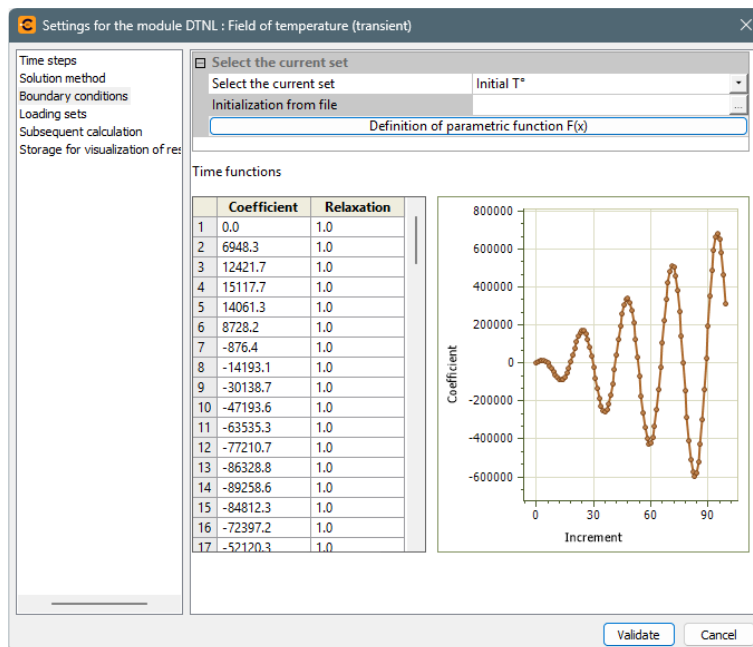 Settings for the module DTNL : Field of temperature (transient)
Time steps
Solution method
Boundary conditions
Loading sets
Subsequent calculation
Storage for visualization of res
Select the current set
Select the current set Initial T°
Initialization from file ...
Definition of parametric function F(x)
Time functions
Coefficient Relaxation
1 0.0 1.0
2 6948.3 1.0
3 12421.7 1.0
4 15117.7 1.0
5 14061.3 1.0
6 8728.2 1.0
7 -876.4 1.0
8 -14193.1 1.0
9 -30138.7 1.0
10 -47193.6 1.0
11 -63535.3 1.0
12 -77210.7 1.0
13 -86328.8 1.0
14 -89258.6 1.0
15 -84812.3 1.0
16 -72397.2 1.0
17 -52120.3 1.0
800000
600000
400000
200000
0
-200000
-400000
-600000
Coefficient
0 30 60 90
Increment
Validate Cancel